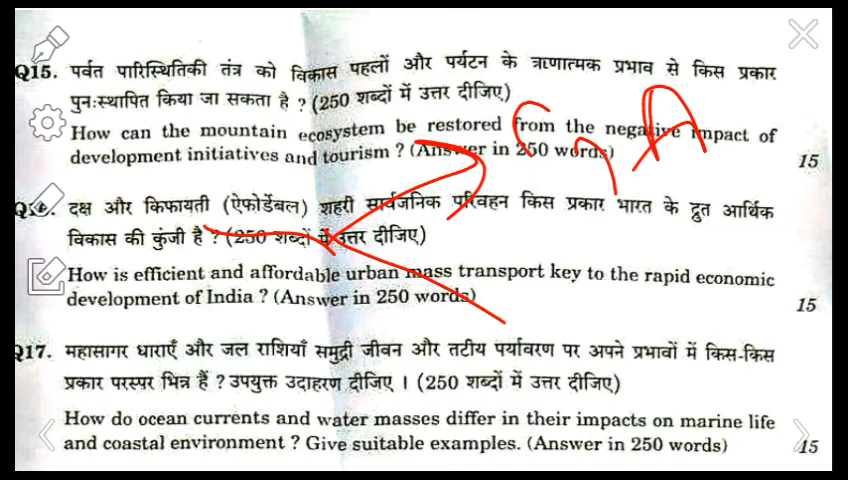 Q15. पर्वत पारिस्थितिकी तंत्र को विकास पहलों और पर्यटन के ऋणात्मक प्रभाव से किस प्रकार
पुनःस्थापित किया जा सकता है ? (250 शब्दों में उत्तर दीजिए)
How can the mountain ecosystem be restored from the negative impact of
development initiatives and tourism ? (Answer in 250 words) 15
दक्ष और किफायती (ऐफोर्डेबल) शहरी सार्वजनिक परिवहन किस प्रकार भारत के द्रुत आर्थिक
विकास की कुंजी है ? (250 शब्दों में उत्तर दीजिए)
How is efficient and affordable urban mass transport key to the rapid economic
development of India ? (Answer in 250 words) 15
Q17. महासागर धाराएँ और जल राशियाँ समुद्री जीवन और तटीय पर्यावरण पर अपने प्रभावों में किस-किस
प्रकार परस्पर भिन्न हैं ? उपयुक्त उदाहरण दीजिए । (250 शब्दों में उत्तर दीजिए)
How do ocean currents and water masses differ in their impacts on marine life
and coastal environment ? Give suitable examples. (Answer in 250 words) 15